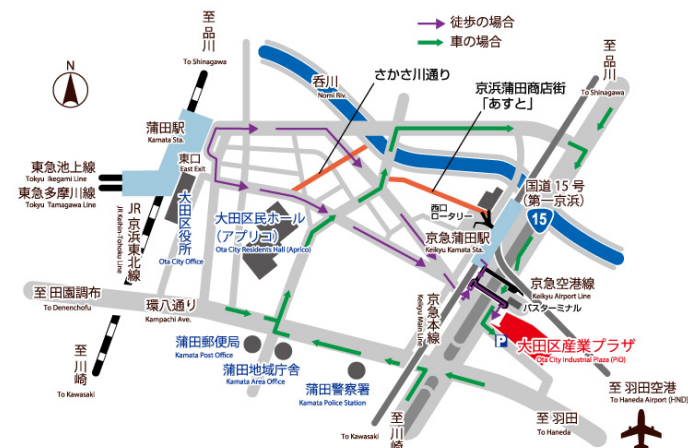 徒歩の場合
車の場合
至品川
To Shinagawa
至品川
To Shinagawa
N
呑川
Nomi Riv.
さかさ川通り
京浜蒲田商店街
「あすと」
蒲田駅
Kamata Sta.
東口
East Exit
東急池上線
Tokyu Ikegami Line
東急多摩川線
Tokyu Tamagawa Line
JR京浜東北線
JR Keihin-Tohoku Line
大田区役所
Ota City Office
大田区民ホール
(アプリコ)
Ota City Residents Hall (Aprico)
西口
ロータリー
国道15号
(第一京浜)
15
京急蒲田駅
Keikyu Kamata Sta.
京急空港線
Keikyu Airport Line
バスターミナル
至 田園調布
To Denenchofu
環八通り
Kampachi Ave.
京急本線
Keikyu Main Line
P
大田区産業プラザ
Ota City Industrial Plaza (PiO)
蒲田郵便局
Kamata Post Office
蒲田地域庁舎
Kamata Area Office
蒲田警察署
Kamata Police Station
至川崎
To Kawasaki
至川崎
To Kawasaki
至 羽田
To Haneda
至 羽田空港
To Haneda Airport (HND)